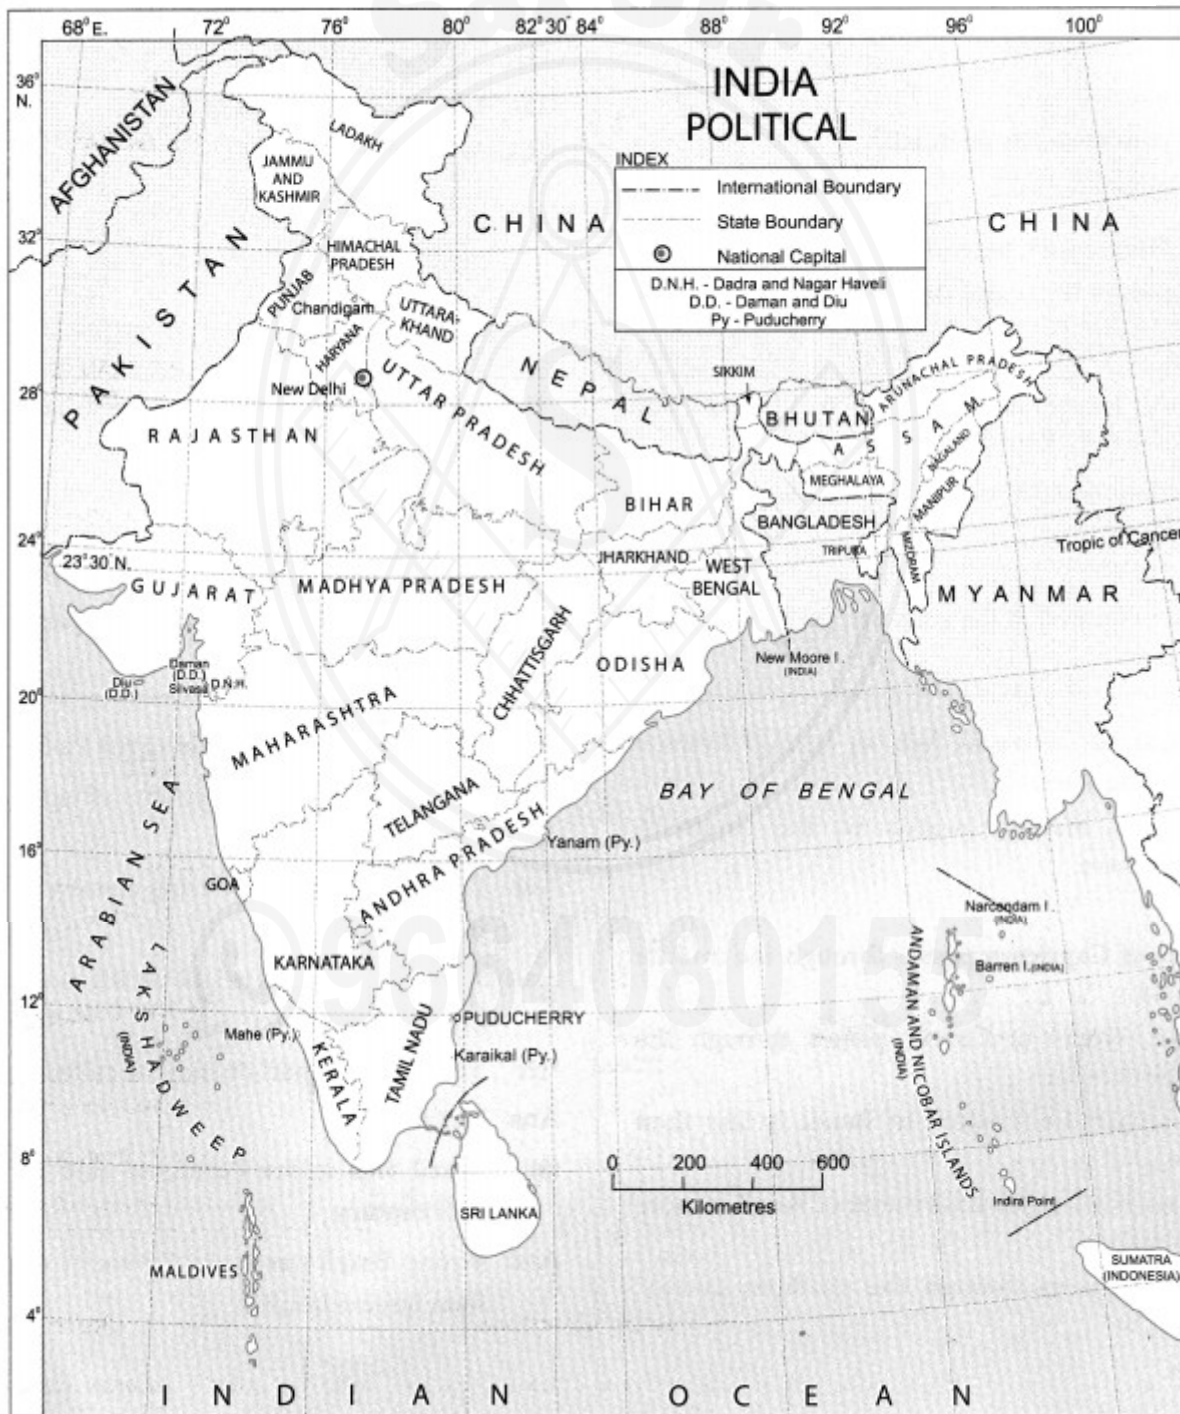 68° E.
72°
76°
80°
82°30'
84°
88°
92°
96°
100°
36°
N.
32°
28°
24°
20°
16°
12°
8°
4°
INDIA
POLITICAL
INDEX
International Boundary
State Boundary
National Capital
D.N.H. - Dadra and Nagar Haveli
D.D. - Daman and Diu
Py - Puducherry
AFGHANISTAN
PAKISTAN
CHINA
CHINA
LADAKH
JAMMU
AND
KASHMIR
HIMACHAL
PRADESH
PUNJAB
Chandigarh
UTTARA-
KHAND
HARYANA
New Delhi
UTTAR PRADESH
NEPAL
SIKKIM
BHUTAN
ARUNACHAL PRADESH
ASSAM
NAGALAND
MEGHALAYA
MANIPUR
BANGLADESH
TRIPURA
MIZORAM
Tropic of Cancer
MYANMAR
RAJASTHAN
BIHAR
JHARKHAND
WEST
BENGAL
23°30' N.
GUJARAT
MADHYA PRADESH
CHHATTISGARH
ODISHA
New Moore I.
(INDIA)
Daman
(D.D.)
Diu
(D.D.)
Silvasa
D.N.H.
MAHARASHTRA
TELANGANA
ANDHRA PRADESH
Yanam (Py.)
BAY OF BENGAL
ARABIAN SEA
GOA
KARNATAKA
Narcondam I.
(INDIA)
Barren I.(INDIA)
ANDAMAN AND NICOBAR ISLANDS
(INDIA)
LAKSHADWEEP
(INDIA)
Mahe (Py.)
KERALA
TAMIL NADU
PUDUCHERRY
Karaikal (Py.)
0 200 400 600
Kilometres
Indira Point
SRI LANKA
MALDIVES
SUMATRA
(INDONESIA)
INDIAN OCEAN
9664080155